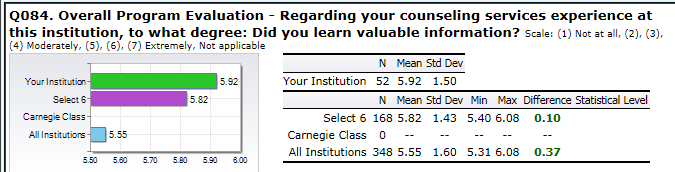 Q084. Overall Program Evaluation - Regarding your counseling services experience at
this institution, to what degree: Did you learn valuable information? Scale: (1) Not at all, (2), (3),
(4) Moderately, (5), (6), (7) Extremely, Not applicable
Your Institution 5.92
Select 6 5.82
Carnegie Class
All Institutions 5.55
5.50 5.60 5.70 5.80 5.90 6.00
N Mean Std Dev
Your Institution 52 5.92 1.50
N Mean Std Dev Min Max Difference Statistical Level
Select 6 168 5.82 1.43 5.40 6.08 0.10
Carnegie Class 0 -- -- -- -- --
All Institutions 348 5.55 1.60 5.31 6.08 0.37